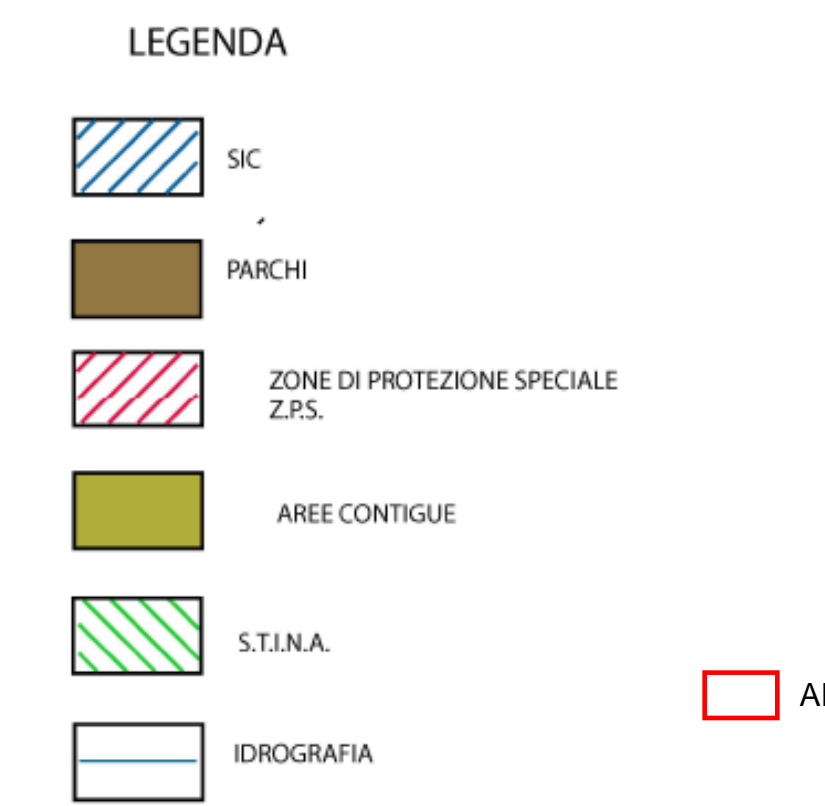 LEGENDA
SIC
PARCHI
ZONE DI PROTEZIONE SPECIALE
Z.P.S.
AREE CONTIGUE
S.T.I.N.A.
IDROGRAFIA